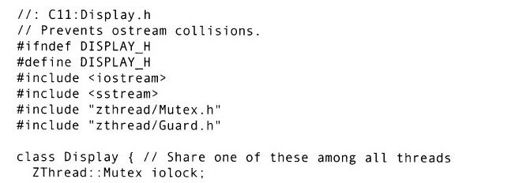 //: C11:Display.h
// Prevents ostream collisions.
#ifndef DISPLAY_H
#define DISPLAY_H
#include <iostream>
#include <sstream>
#include "zthread/Mutex.h"
#include "zthread/Guard.h"
class Display { // Share one of these among all threads
ZThread::Mutex iolock;